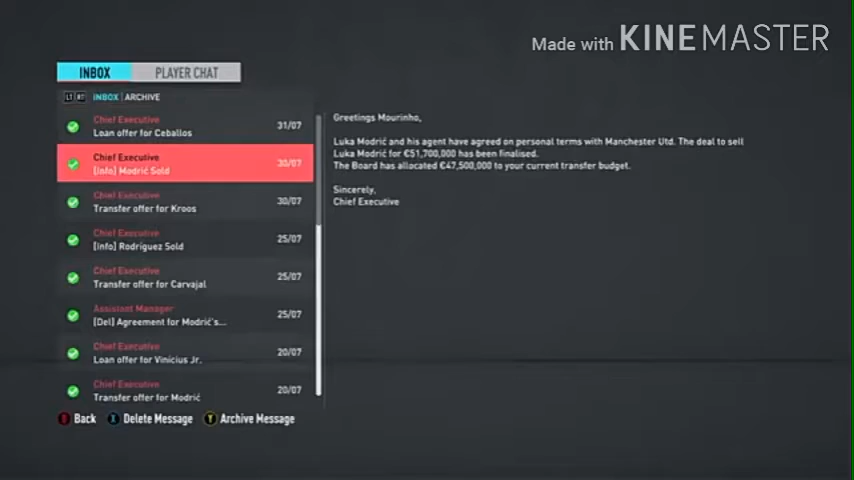 Made with KINEMASTER
INBOX PLAYER CHAT
LT RT INBOX | ARCHIVE
Chief Executive
Loan offer for Ceballos 31/07
Chief Executive
[Info] Modrić Sold 30/07
Chief Executive
Transfer offer for Kroos 30/07
Chief Executive
[Info] Rodríguez Sold 25/07
Chief Executive
Transfer offer for Carvajal 25/07
Assistant Manager
[Del] Agreement for Modrić's... 25/07
Chief Executive
Loan offer for Vinícius Jr. 20/07
Chief Executive
Transfer offer for Modrić 20/07
Greetings Mourinho,
Luka Modrić and his agent have agreed on personal terms with Manchester Utd. The deal to sell
Luka Modrić for €51,700,000 has been finalised.
The Board has allocated €47,500,000 to your current transfer budget.
Sincerely,
Chief Executive
B Back X Delete Message Y Archive Message